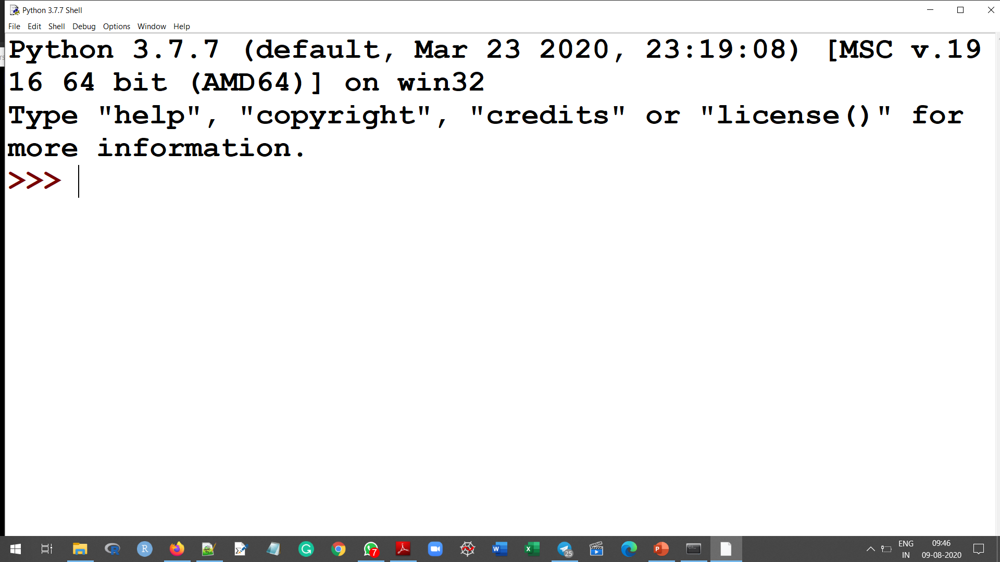 Python 3.7.7 Shell
File Edit Shell Debug Options Window Help
Python 3.7.7 (default, Mar 23 2020, 23:19:08) [MSC v.19
16 64 bit (AMD64)] on win32
Type "help", "copyright", "credits" or "license()" for
more information.
>>>
7
25
ENG
IN
09:46
09-08-2020